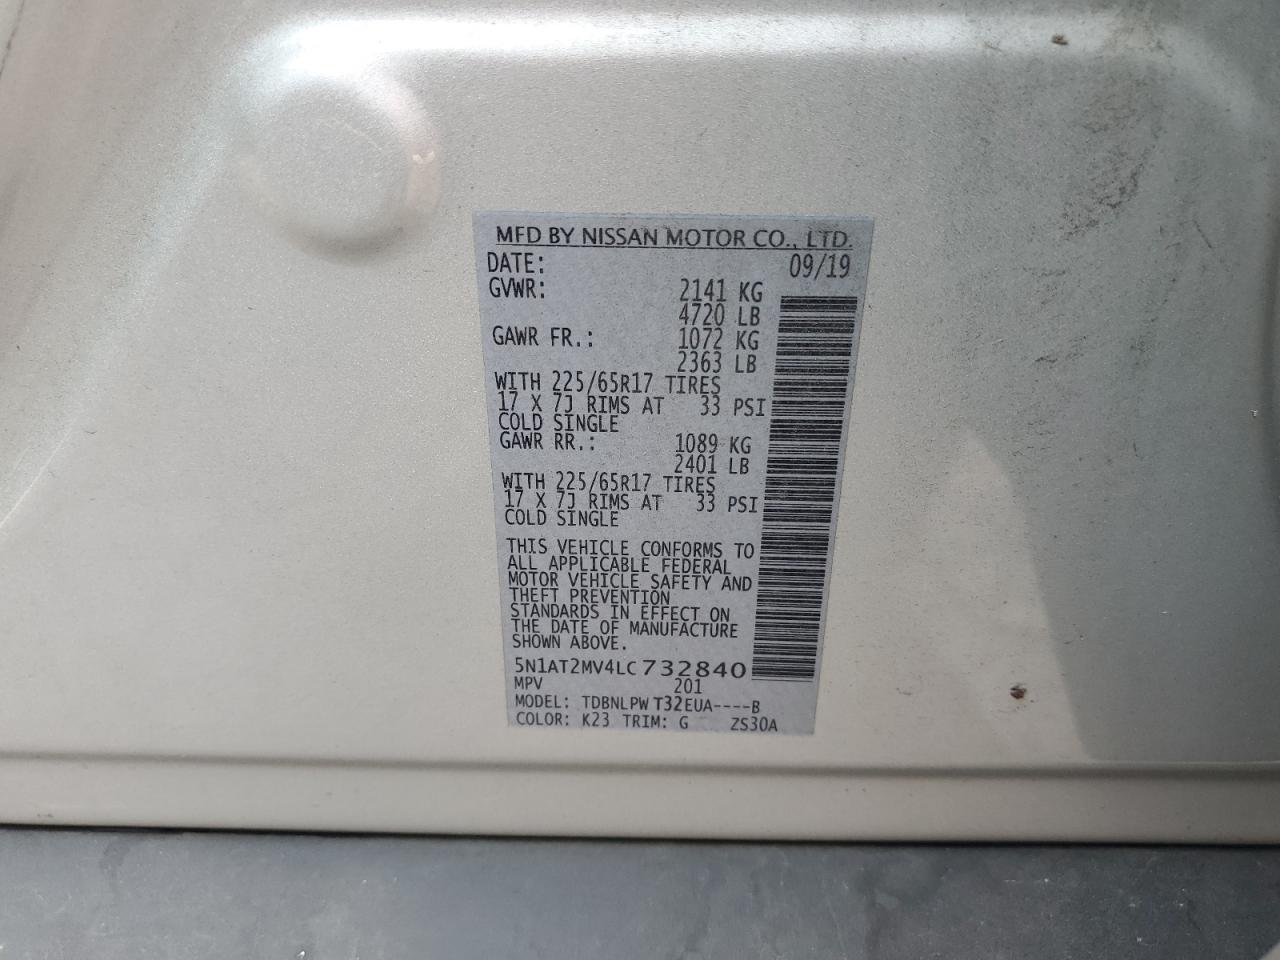 MFD BY NISSAN MOTOR CO., LTD.
DATE: 09/19
GVWR: 2141 KG
4720 LB
GAWR FR.: 1072 KG
2363 LB
WITH 225/65R17 TIRES
17 X 7J RIMS AT 33 PSI
COLD SINGLE
GAWR RR.: 1089 KG
2401 LB
WITH 225/65R17 TIRES
17 X 7J RIMS AT 33 PSI
COLD SINGLE
THIS VEHICLE CONFORMS TO
ALL APPLICABLE FEDERAL
MOTOR VEHICLE SAFETY AND
THEFT PREVENTION
STANDARDS IN EFFECT ON
THE DATE OF MANUFACTURE
SHOWN ABOVE.
5N1AT2MV4LC732840
MPV 201
MODEL: TDBNLPW T32EUA----B
COLOR: K23 TRIM: G ZS30A